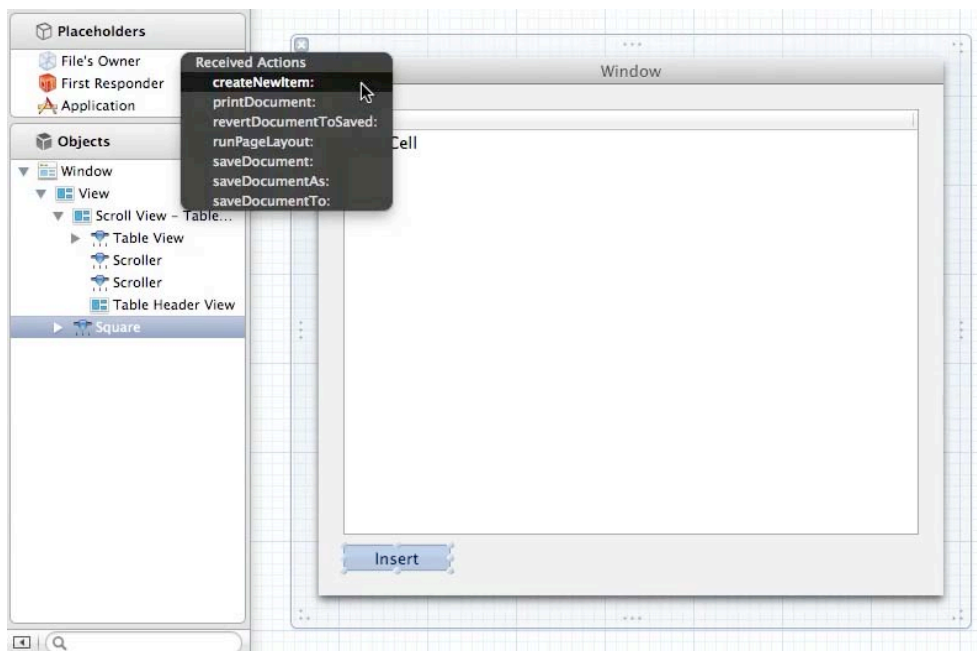 Placeholders
File's Owner
First Responder
Application
Objects
Window
View
Scroll View – Table...
Table View
Scroller
Scroller
Table Header View
Square
Received Actions
createNewItem:
printDocument:
revertDocumentToSaved:
runPageLayout:
saveDocument:
saveDocumentAs:
saveDocumentTo:
Window
Cell
Insert